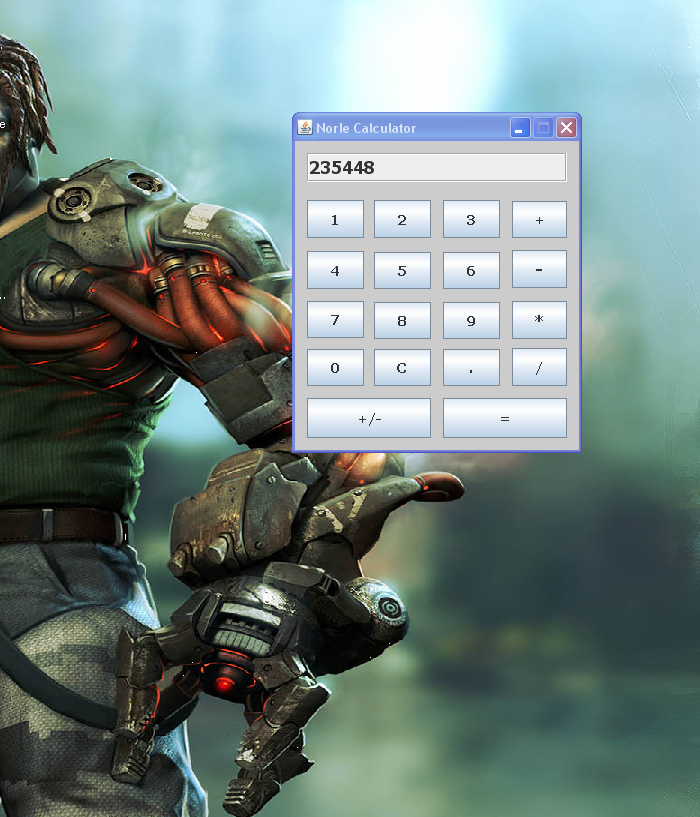 e
Norle Calculator
235448
1 2 3 +
4 5 6 -
7 8 9 *
0 C . /
+/- =
..